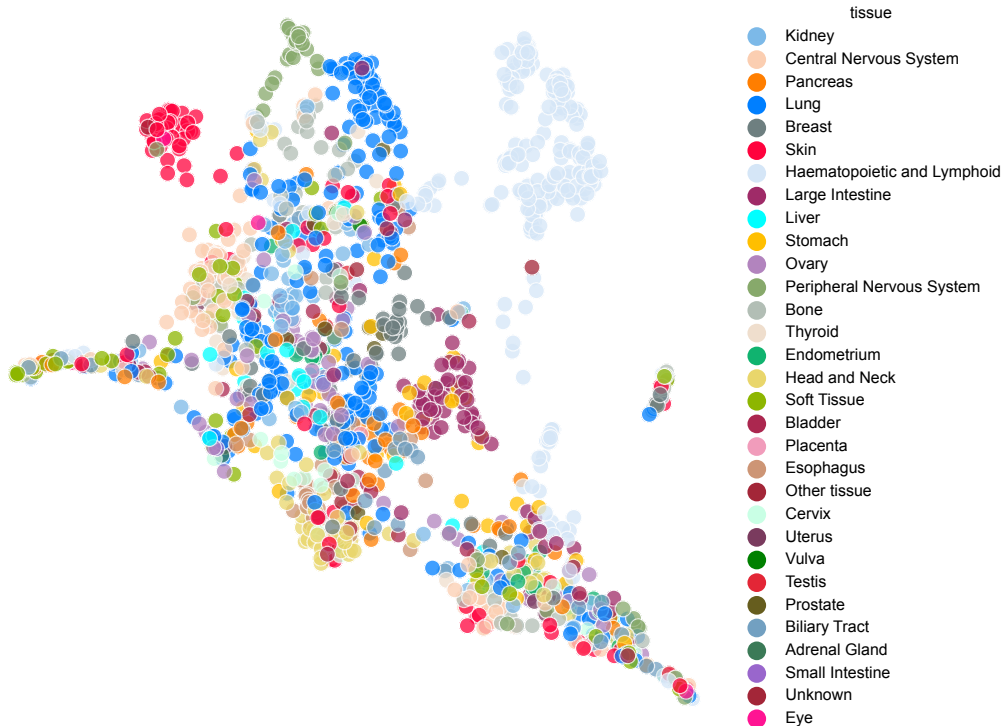 tissue
Kidney
Central Nervous System
Pancreas
Lung
Breast
Skin
Haematopoietic and Lymphoid
Large Intestine
Liver
Stomach
Ovary
Peripheral Nervous System
Bone
Thyroid
Endometrium
Head and Neck
Soft Tissue
Bladder
Placenta
Esophagus
Other tissue
Cervix
Uterus
Vulva
Testis
Prostate
Biliary Tract
Adrenal Gland
Small Intestine
Unknown
Eye